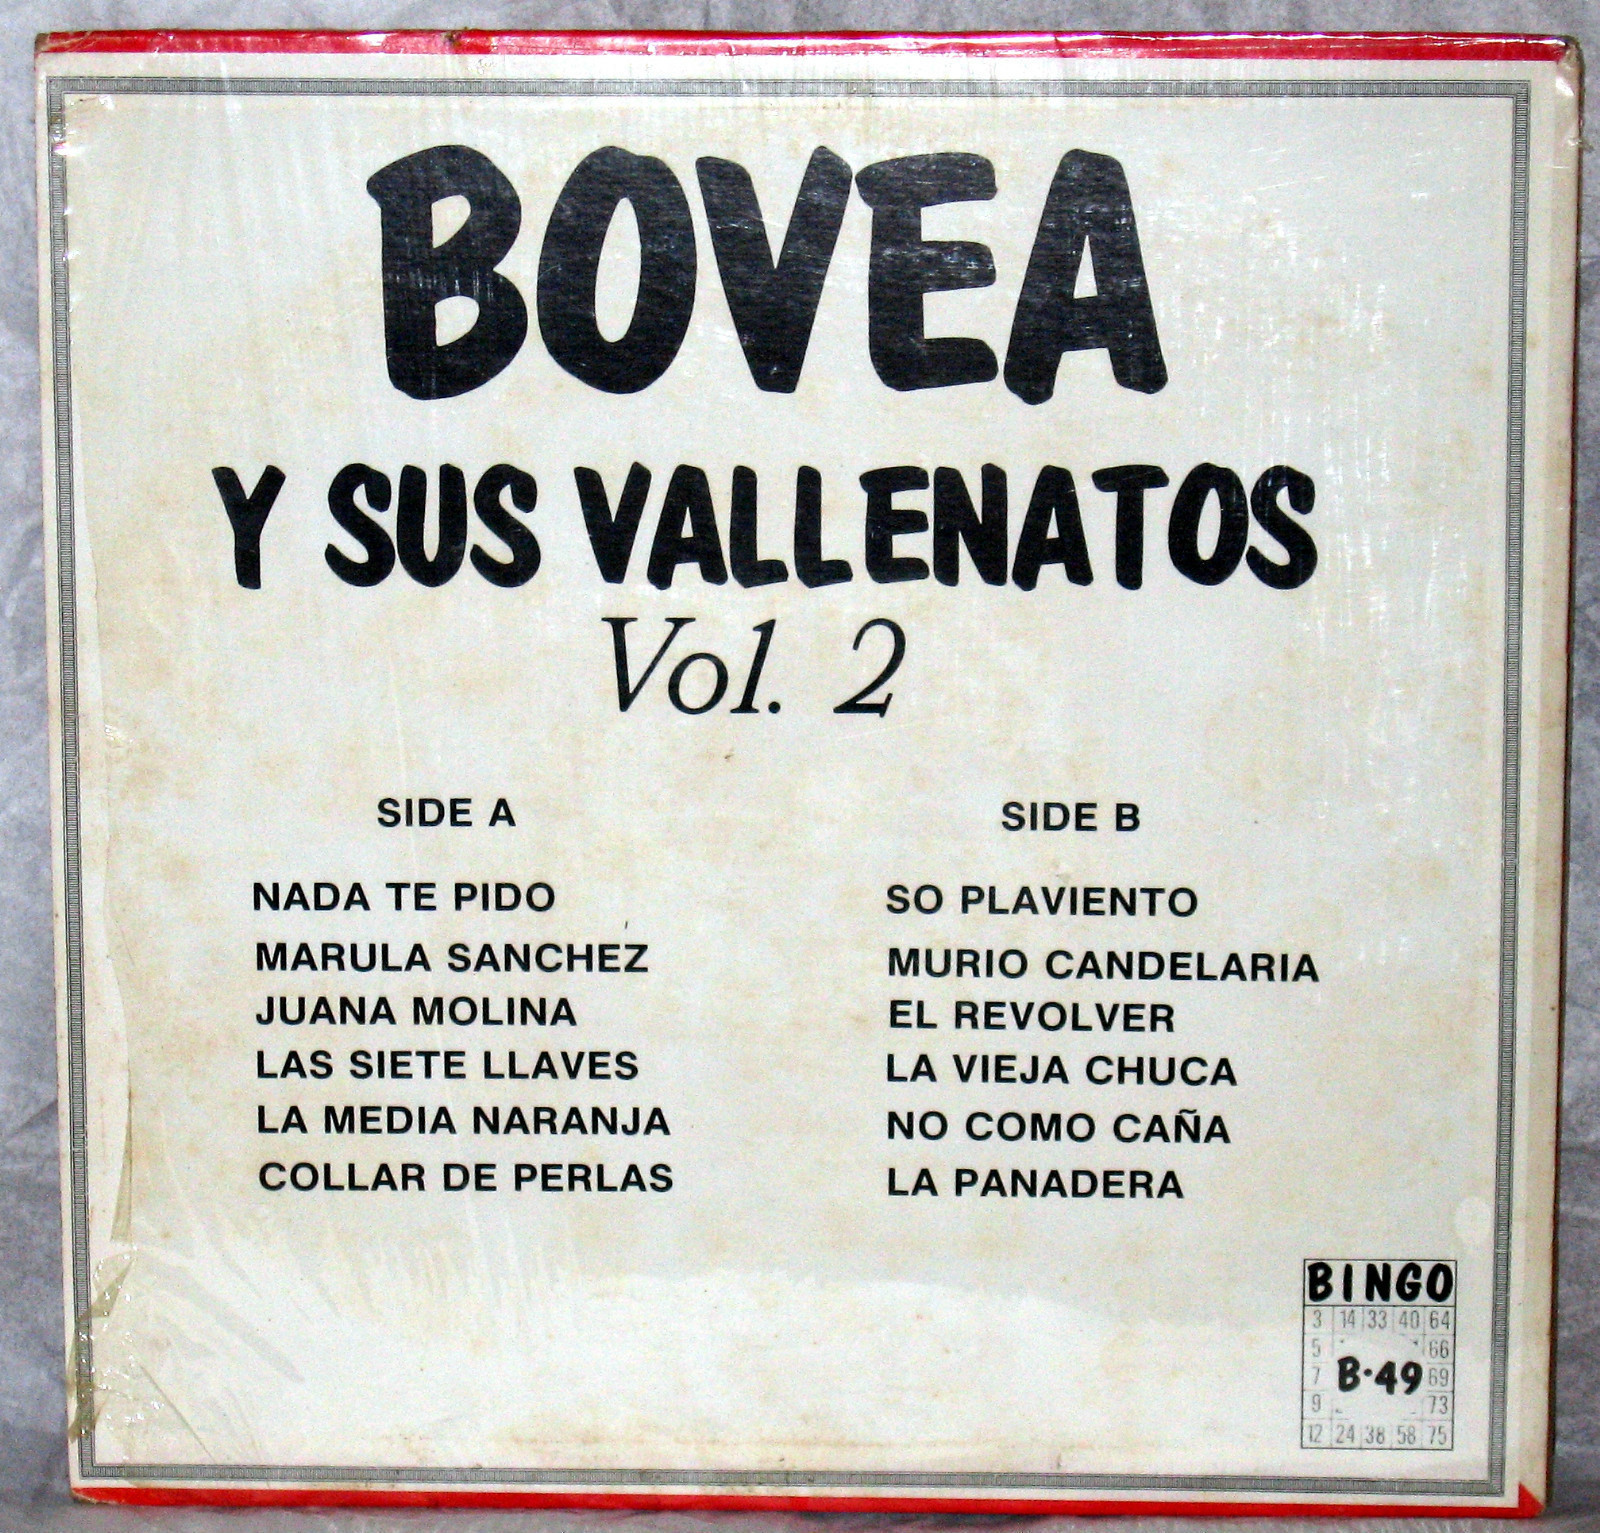 BOVEA
Y SUS VALLENATOS
Vol. 2
SIDE A
NADA TE PIDO
MARULA SANCHEZ
JUANA MOLINA
LAS SIETE LLAVES
LA MEDIA NARANJA
COLLAR DE PERLAS
SIDE B
SO PLAVIENTO
MURIO CANDELARIA
EL REVOLVER
LA VIEJA CHUCA
NO COMO CAÑA
LA PANADERA
BINGO
3 14 33 40 64
5 66
7 B·49 69
9 73
12 24 38 58 75